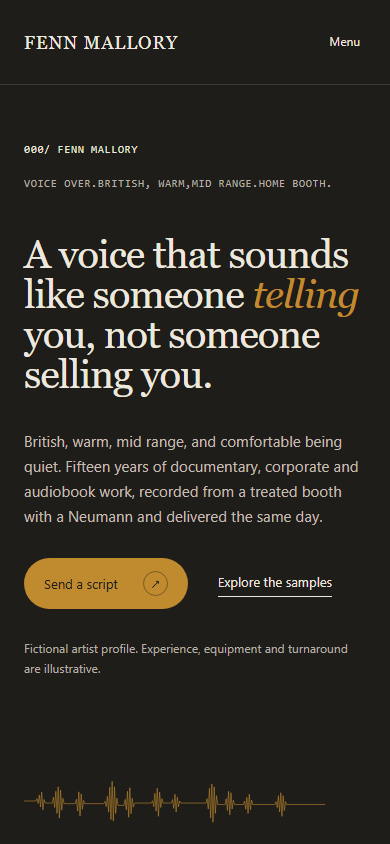 FENN MALLORY
Menu
000/ FENN MALLORY
VOICE OVER.BRITISH, WARM,MID RANGE.HOME BOOTH.
A voice that sounds
like someone telling
you, not someone
selling you.
British, warm, mid range, and comfortable being
quiet. Fifteen years of documentary, corporate and
audiobook work, recorded from a treated booth
with a Neumann and delivered the same day.
Send a script ↗
Explore the samples
Fictional artist profile. Experience, equipment and turnaround
are illustrative.